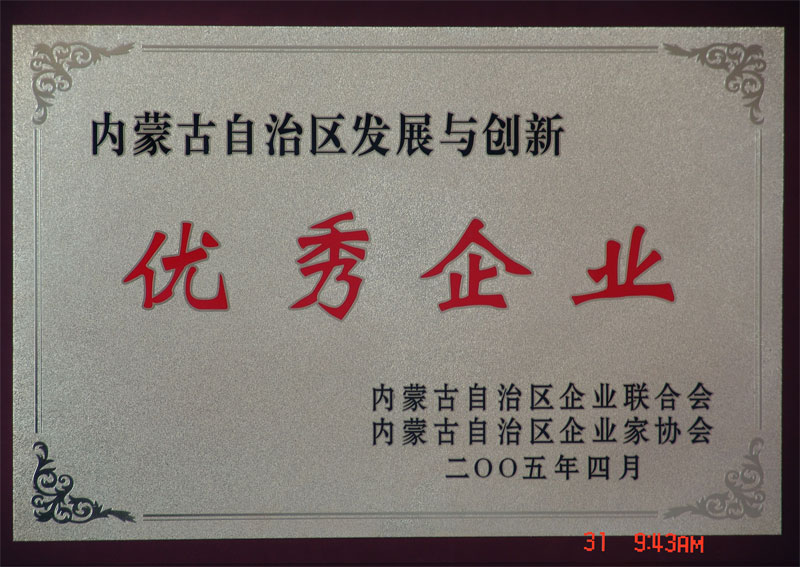 内蒙古自治区发展与创新
优秀企业
内蒙古自治区企业联合会
内蒙古自治区企业家协会
二OO五年四月
31 9:43AM